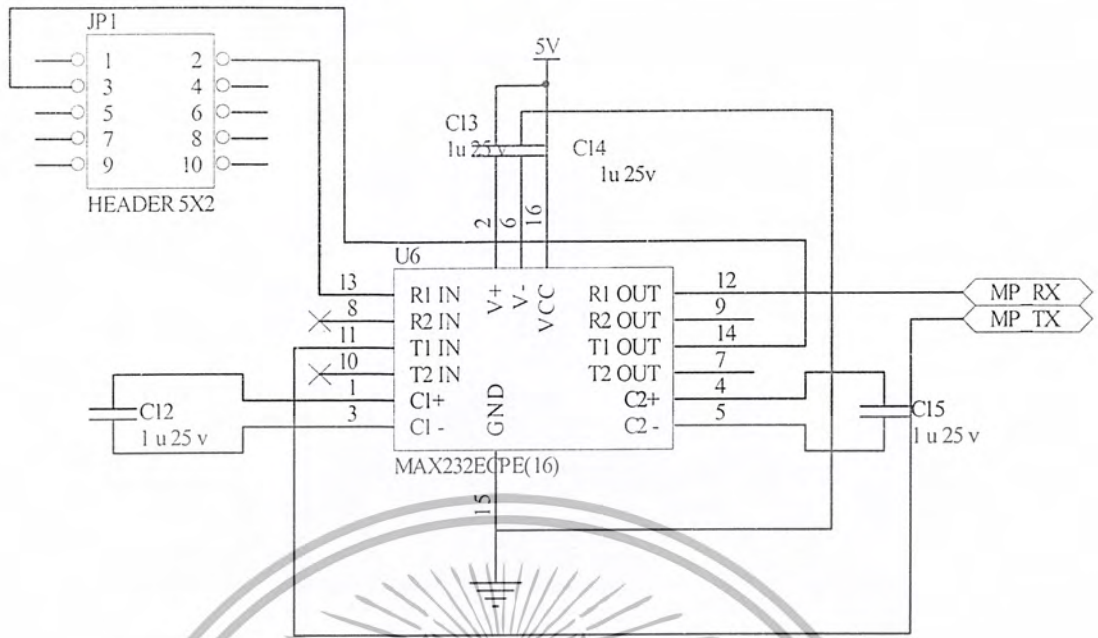 JP1
1 2
3 4
5 6
7 8
9 10
HEADER 5X2
5V
C13
1u 25 v
C14
1u 25v
2
6
16
U6
13 R1 IN
8 R2 IN
11 T1 IN
10 T2 IN
1 C1+
3 C1 -
V+
V-
VCC
GND
R1 OUT 12
R2 OUT 9
T1 OUT 14
T2 OUT 7
C2+ 4
C2 - 5
MP_RX
MP_TX
C12
1 u 25 v
C15
1 u 25 v
MAX232ECPE(16)
15